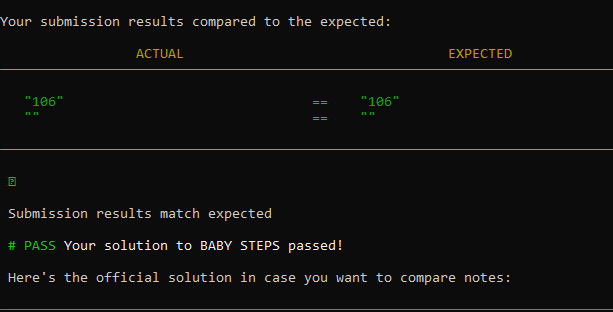 Your submission results compared to the expected:
ACTUAL EXPECTED
"106" == "106"
"" == ""
Submission results match expected
# PASS Your solution to BABY STEPS passed!
Here's the official solution in case you want to compare notes: